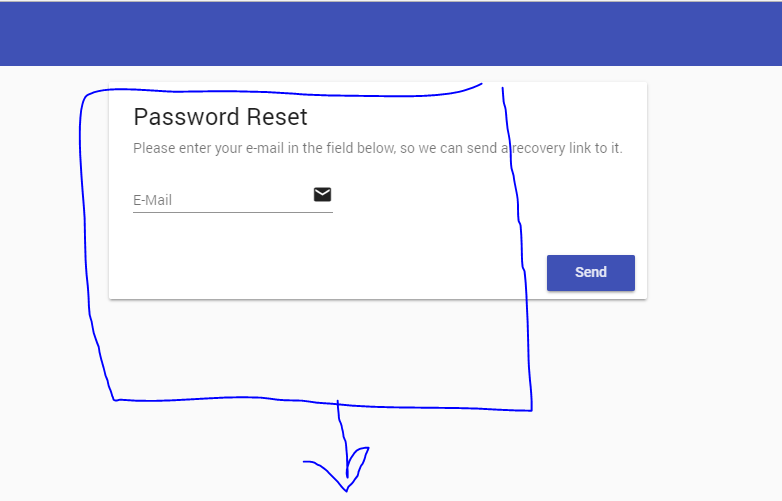 Password Reset
Please enter your e-mail in the field below, so we can send a recovery link to it.
E-Mail
Send